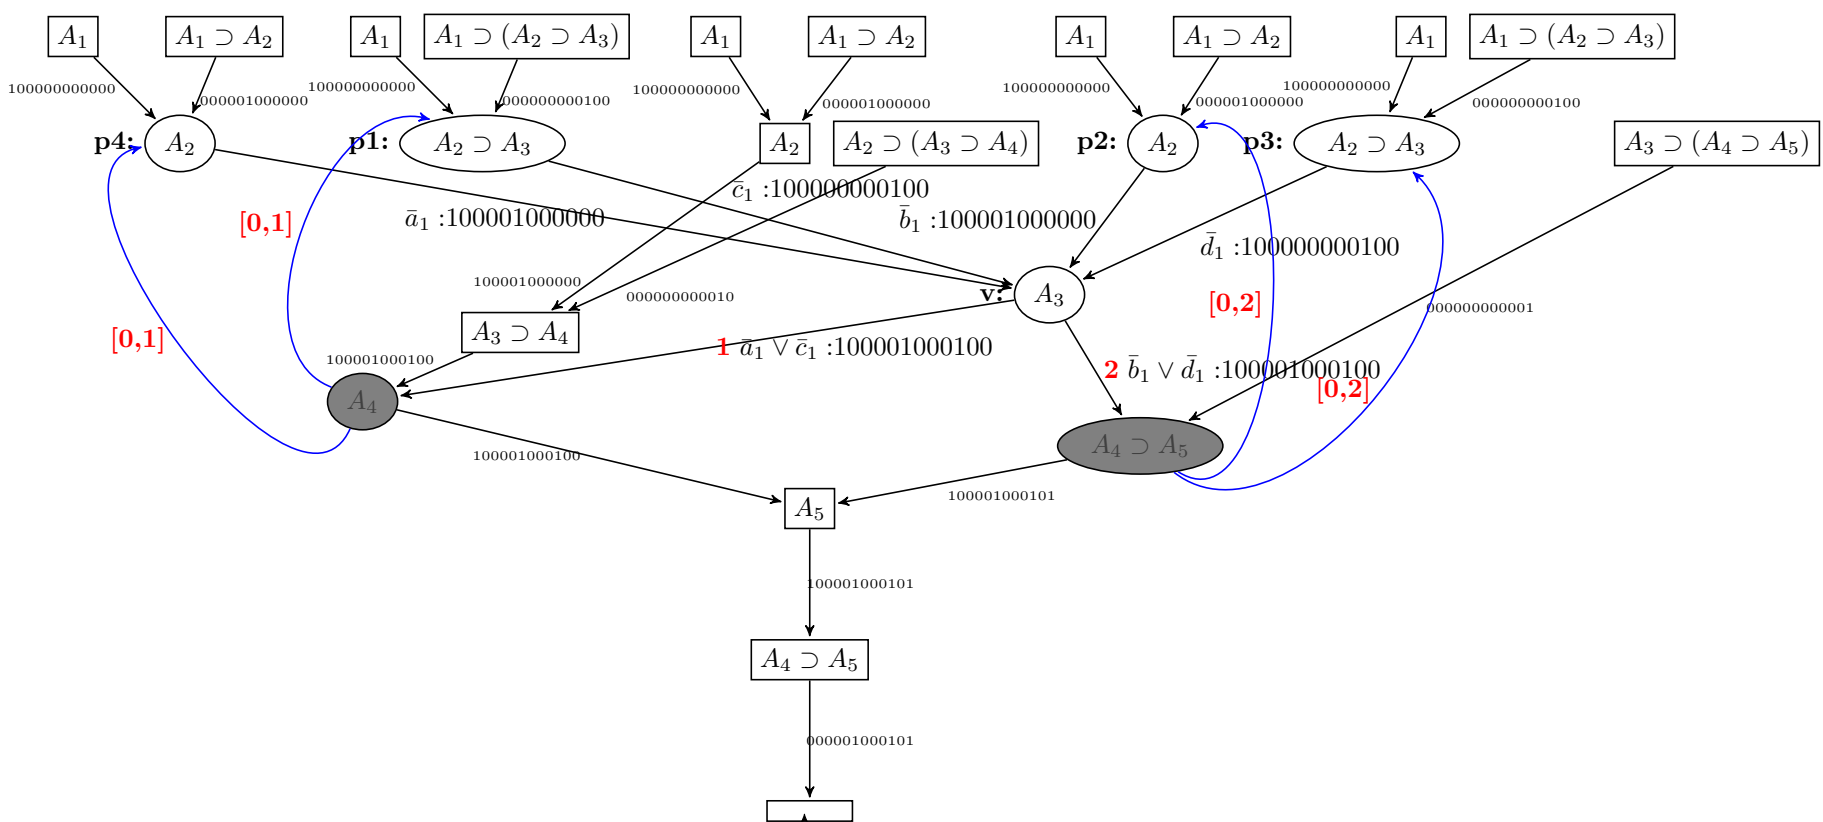 A₁
A₁ ⊃ A₂
A₁
A₁ ⊃ (A₂ ⊃ A₃)
A₁
A₁ ⊃ A₂
A₁
A₁ ⊃ A₂
A₁
A₁ ⊃ (A₂ ⊃ A₃)
100000000000
000001000000
100000000000
000000000100
100000000000
000001000000
100000000000
000001000000
100000000000
000000000100
p4:
A₂
p1:
A₂ ⊃ A₃
A₂
A₂ ⊃ (A₃ ⊃ A₄)
p2:
A₂
p3:
A₂ ⊃ A₃
A₃ ⊃ (A₄ ⊃ A₅)
c̄₁ :100000000100
[0,1]
ā₁ :100001000000
b̄₁ :100001000000
d̄₁ :100000000100
100001000000
000000000010
v:
A₃
[0,2]
000000000001
[0,1]
A₃ ⊃ A₄
1 ā₁ ∨ c̄₁ :100001000100
100001000100
2 b̄₁ ∨ d̄₁ :100001000100
[0,2]
A₄
A₄ ⊃ A₅
100001000100
100001000101
A₅
100001000101
A₄ ⊃ A₅
000001000101